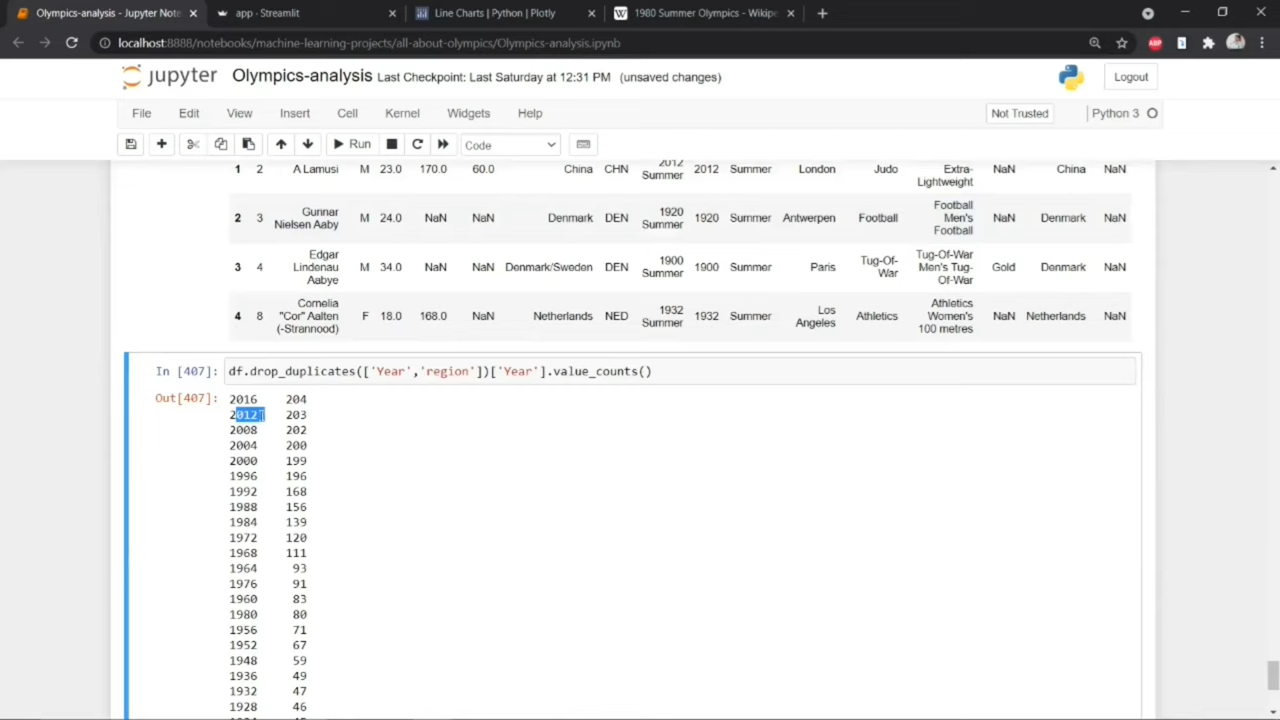 Olympics-analysis - Jupyter Note
app · Streamlit
Line Charts | Python | Plotly
1980 Summer Olympics - Wikipe
localhost:8888/notebooks/machine-learning-projects/all-about-olympics/Olympics-analysis.ipynb
ABP
jupyter Olympics-analysis Last Checkpoint: Last Saturday at 12:31 PM (unsaved changes)
Logout
File Edit View Insert Cell Kernel Widgets Help
Not Trusted
Python 3
Run
Code
1 2 A Lamusi M 23.0 170.0 60.0 China CHN 2012 Summer 2012 Summer London Judo Extra-Lightweight NaN China NaN
2 3 Gunnar Nielsen Aaby M 24.0 NaN NaN Denmark DEN 1920 Summer 1920 Summer Antwerpen Football Football Men's Football NaN Denmark NaN
3 4 Edgar Lindenau Aabye M 34.0 NaN NaN Denmark/Sweden DEN 1900 Summer 1900 Summer Paris Tug-Of-War Tug-Of-War Men's Tug-Of-War Gold Denmark NaN
4 8 Cornelia "Cor" Aalten (-Strannood) F 18.0 168.0 NaN Netherlands NED 1932 Summer 1932 Summer Los Angeles Athletics Athletics Women's 100 metres NaN Netherlands NaN
In [407]: df.drop_duplicates(['Year','region'])['Year'].value_counts()
Out[407]: 2016 204
2012 203
2008 202
2004 200
2000 199
1996 196
1992 168
1988 156
1984 139
1972 120
1968 111
1964 93
1976 91
1960 83
1980 80
1956 71
1952 67
1948 59
1936 49
1932 47
1928 46